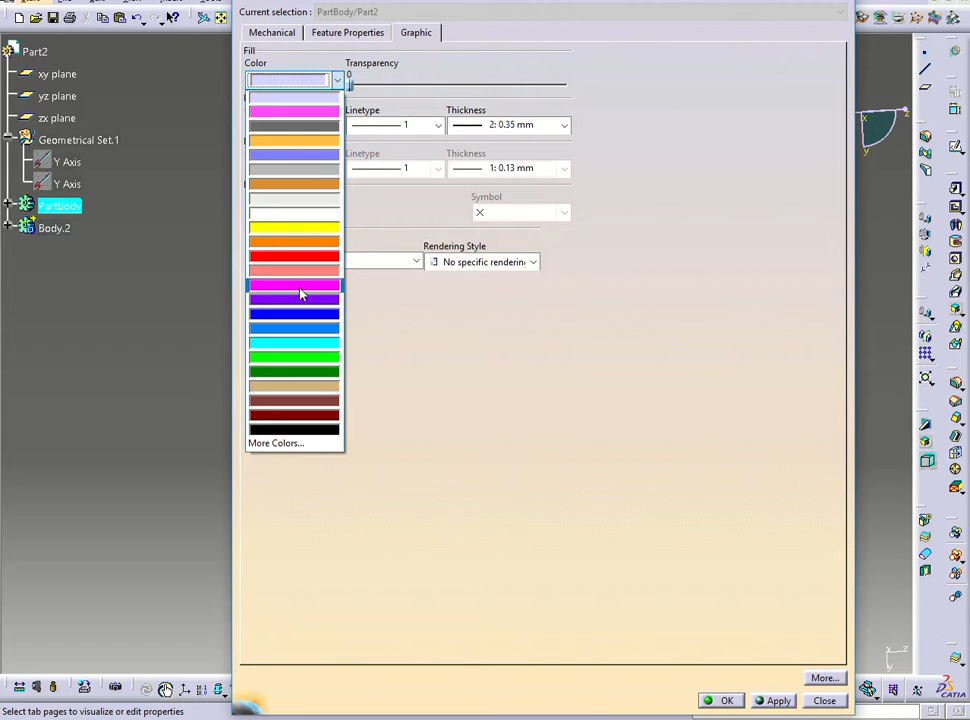 Current selection : PartBody/Part2
Mechanical Feature Properties Graphic
Part2
Fill
Color Transparency
0
xy plane
yz plane
Linetype Thickness
zx plane
1 2: 0.35 mm
x z
Geometrical Set.1
y
Linetype Thickness
Y Axis
1 1: 0.13 mm
Y Axis
Symbol
PartBody
Body.2
Rendering Style
No specific renderin
More Colors...
x z
More...
10.1
OK Apply Close
CATIA
Select tab pages to visualize or edit properties